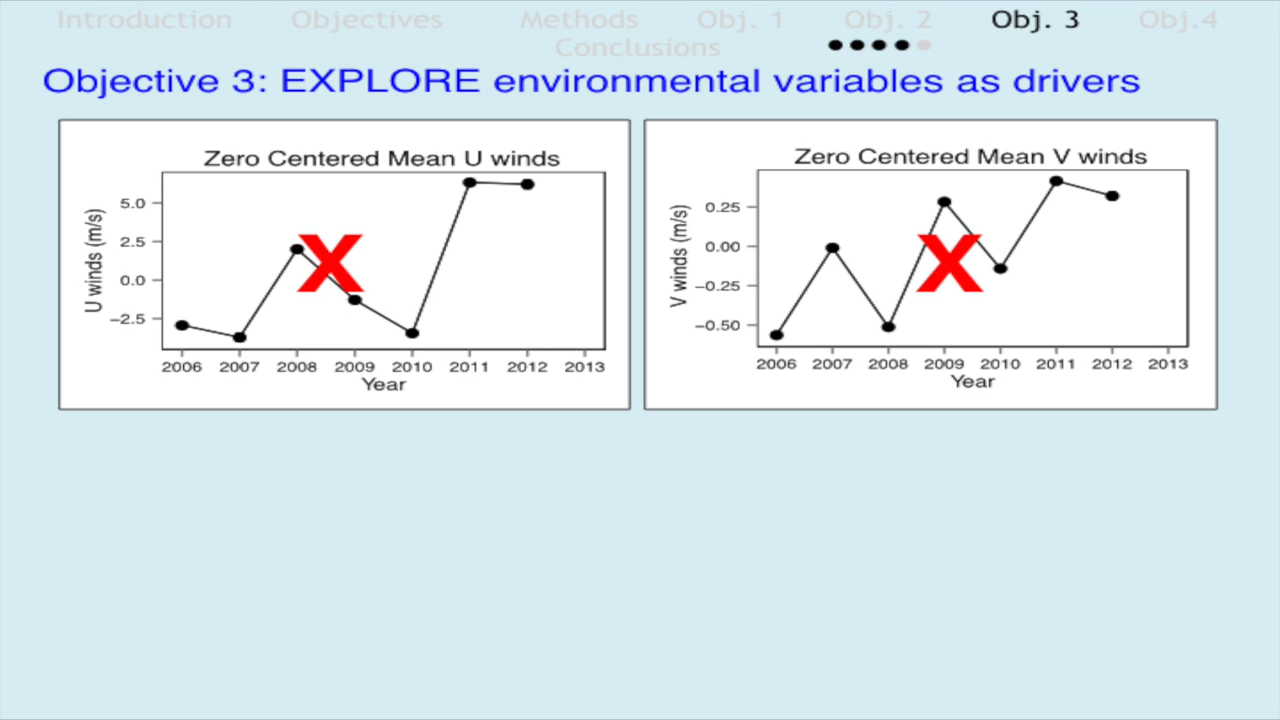 Introduction Objectives Methods Obj. 1 Obj. 2 Obj. 3 Obj.4
Conclusions
Objective 3: EXPLORE environmental variables as drivers
Zero Centered Mean U winds
U winds (m/s)
5.0
2.5
0.0
−2.5
X
2006 2007 2008 2009 2010 2011 2012 2013
Year
Zero Centered Mean V winds
V winds (m/s)
0.25
0.00
−0.25
−0.50
X
2006 2007 2008 2009 2010 2011 2012 2013
Year